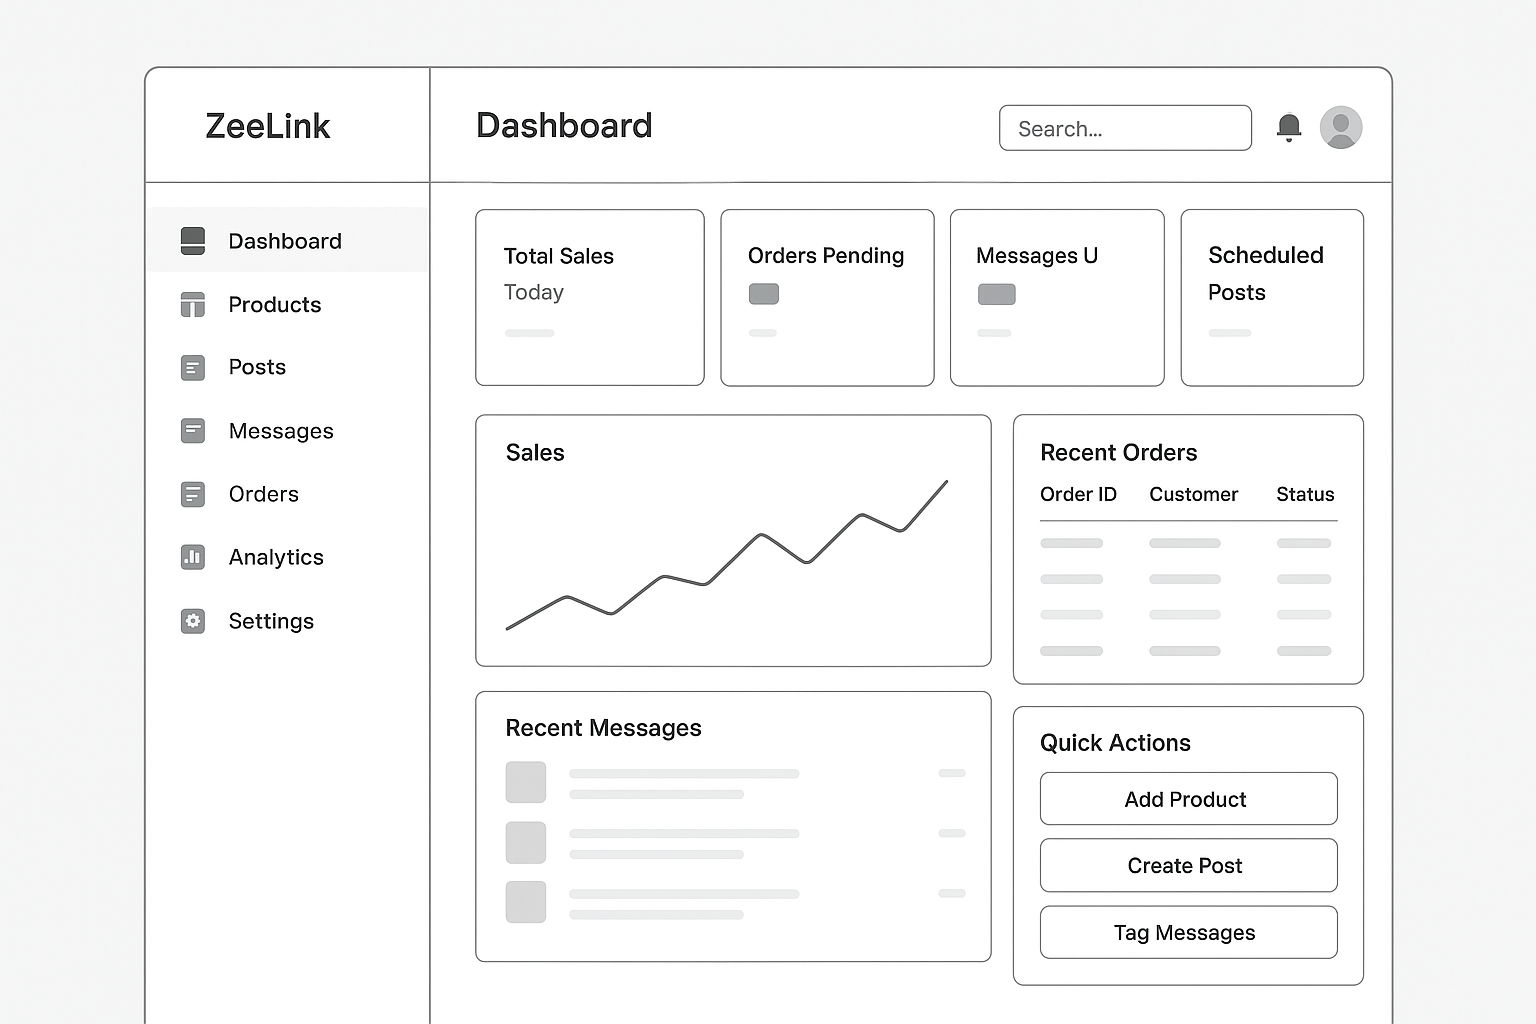 ZeeLink
Dashboard
Search...
Dashboard
Products
Posts
Messages
Orders
Analytics
Settings
Total Sales
Today
Orders Pending
Messages U
Scheduled
Posts
Sales
Recent Orders
Order ID Customer Status
Recent Messages
Quick Actions
Add Product
Create Post
Tag Messages